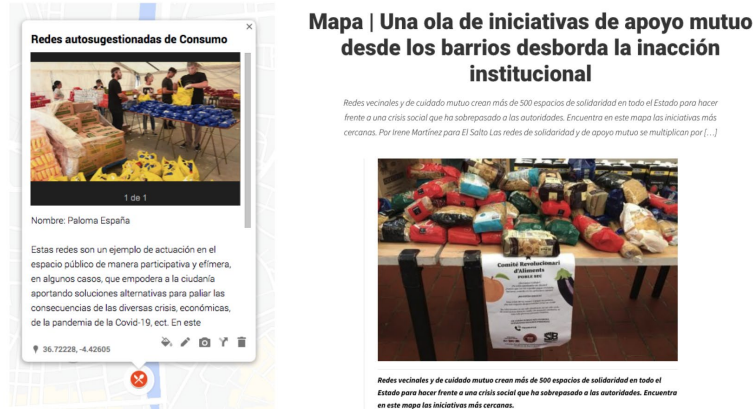 Redes autosugestionadas de Consumo
1 de 1
Nombre: Paloma España
Estas redes son un ejemplo de actuación en el
espacio público de manera participativa y efímera,
en algunos casos, que empodera a la ciudanía
aportando soluciones alternativas para paliar las
consecuencias de las diversas crisis, económicas,
de la pandemia de la Covid-19, ect. En este
36.72228, -4.42605
Mapa | Una ola de iniciativas de apoyo mutuo
desde los barrios desborda la inacción
institucional
Redes vecinales y de cuidado mutuo crean más de 500 espacios de solidaridad en todo el Estado para hacer
frente a una crisis social que ha sobrepasado a las autoridades. Encuentra en este mapa las iniciativas más
cercanas. Por Irene Martínez para El Salto Las redes de solidaridad y de apoyo mutuo se multiplican por […]
Comité Revolucionari
d'Aliments
POBLE SEC
Redes vecinales y de cuidado mutuo crean más de 500 espacios de solidaridad en todo el
Estado para hacer frente a una crisis social que ha sobrepasado a las autoridades. Encuentra
en este mapa las iniciativas más cercanas.